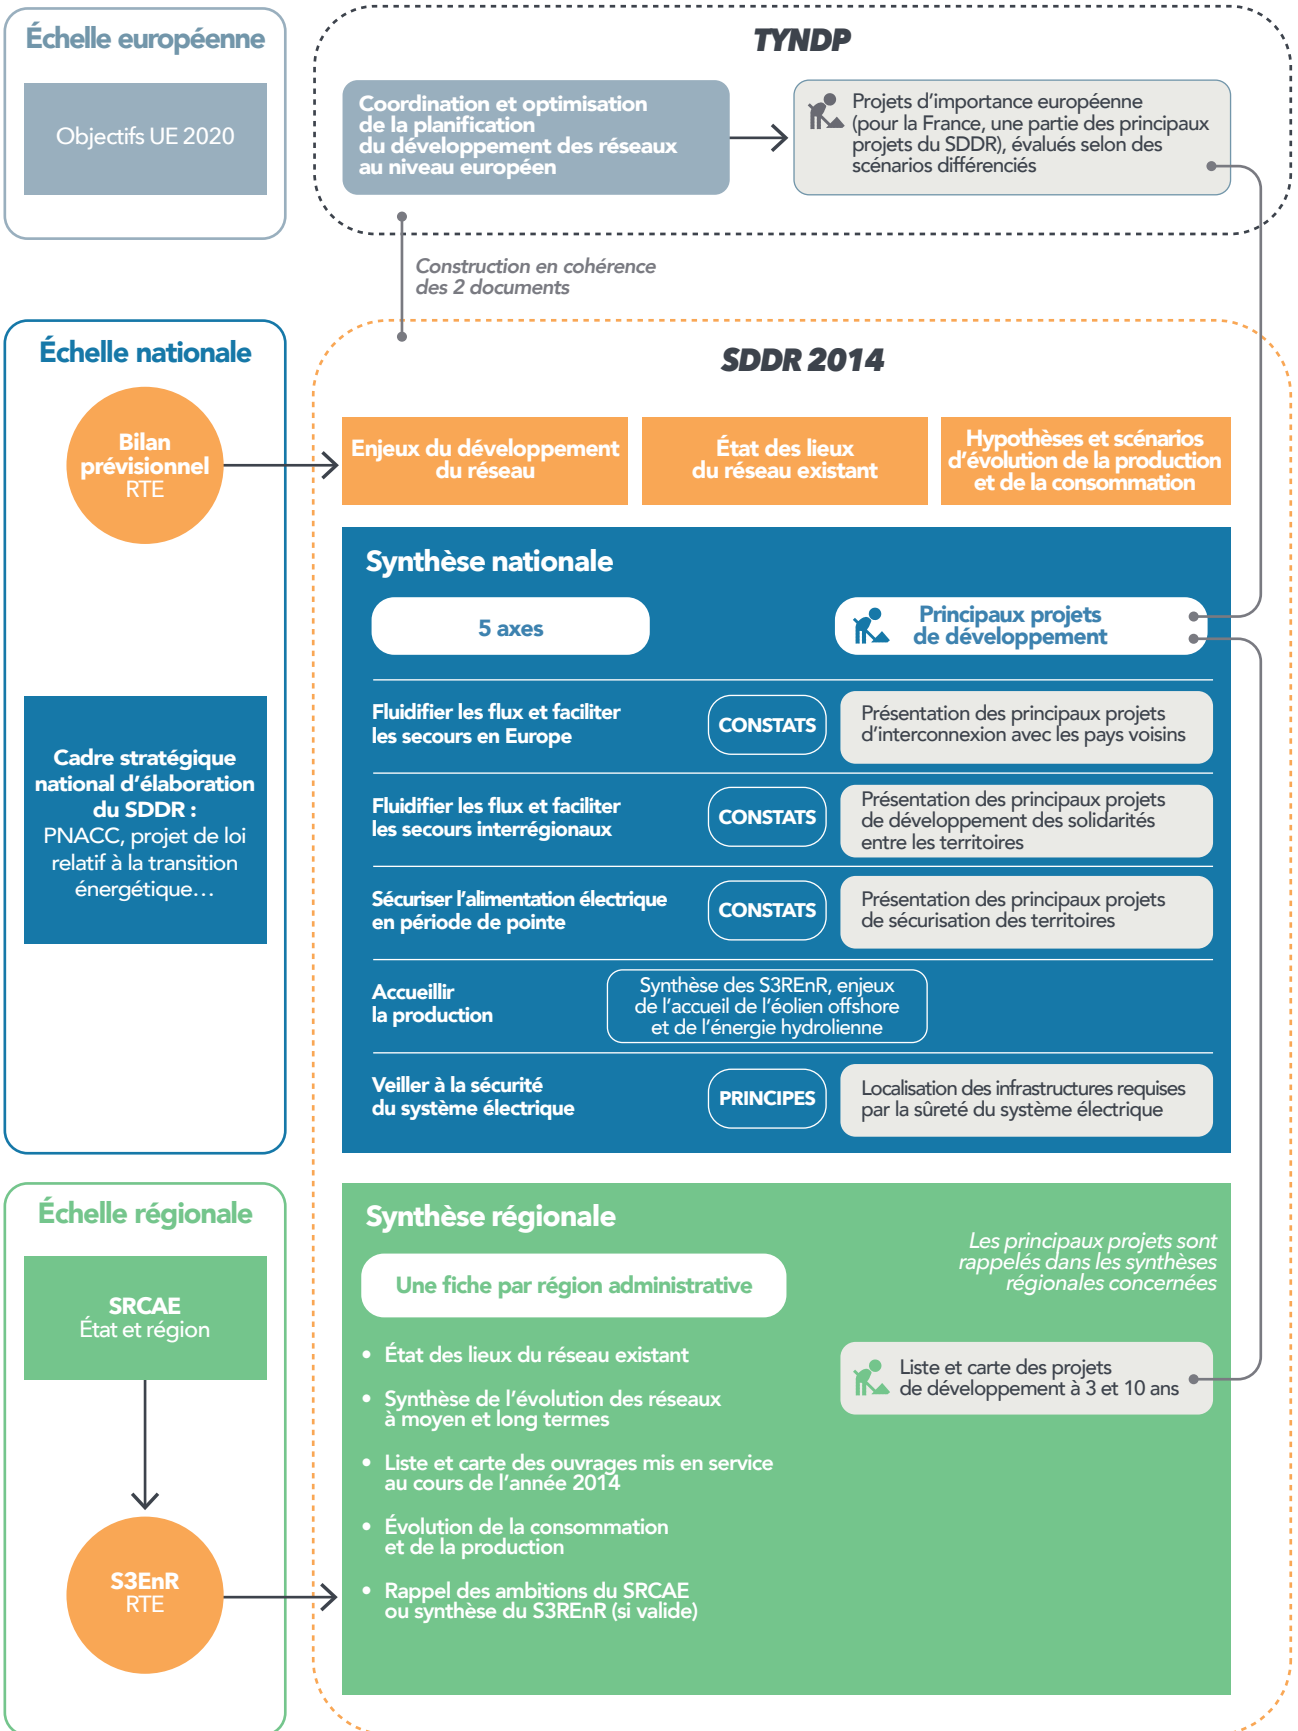 Échelle européenne
Objectifs UE 2020
TYNDP
Coordination et optimisation
de la planification
du développement des réseaux
au niveau européen
Projets d'importance européenne
(pour la France, une partie des principaux
projets du SDDR), évalués selon des
scénarios différenciés
Construction en cohérence
des 2 documents
Échelle nationale
Bilan
prévisionnel
RTE
Cadre stratégique
national d'élaboration
du SDDR :
PNACC, projet de loi
relatif à la transition
énergétique…
SDDR 2014
Enjeux du développement
du réseau
État des lieux
du réseau existant
Hypothèses et scénarios
d'évolution de la production
et de la consommation
Synthèse nationale
5 axes
Principaux projets
de développement
Fluidifier les flux et faciliter
les secours en Europe
CONSTATS
Présentation des principaux projets
d'interconnexion avec les pays voisins
Fluidifier les flux et faciliter
les secours interrégionaux
CONSTATS
Présentation des principaux projets
de développement des solidarités
entre les territoires
Sécuriser l'alimentation électrique
en période de pointe
CONSTATS
Présentation des principaux projets
de sécurisation des territoires
Accueillir
la production
Synthèse des S3REnR, enjeux
de l'accueil de l'éolien offshore
et de l'énergie hydrolienne
Veiller à la sécurité
du système électrique
PRINCIPES
Localisation des infrastructures requises
par la sûreté du système électrique
Échelle régionale
SRCAE
État et région
S3EnR
RTE
Synthèse régionale
Une fiche par région administrative
Les principaux projets sont
rappelés dans les synthèses
régionales concernées
• État des lieux du réseau existant
• Synthèse de l'évolution des réseaux
à moyen et long termes
• Liste et carte des ouvrages mis en service
au cours de l'année 2014
• Évolution de la consommation
et de la production
• Rappel des ambitions du SRCAE
ou synthèse du S3REnR (si valide)
Liste et carte des projets
de développement à 3 et 10 ans